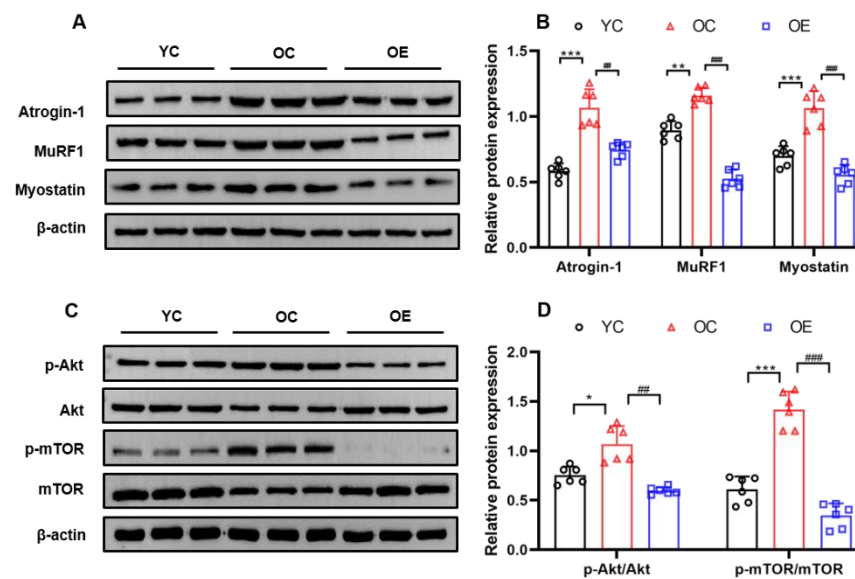 A
YC OC OE
Atrogin-1
MuRF1
Myostatin
β-actin
B
YC OC OE
Relative protein expression
1.5
1.0
0.5
0.0
*** ## ** ### *** ###
Atrogin-1 MuRF1 Myostatin
C
YC OC OE
p-Akt
Akt
p-mTOR
mTOR
β-actin
D
YC OC OE
Relative protein expression
2.0
1.5
1.0
0.5
0.0
* ## *** ###
p-Akt/Akt p-mTOR/mTOR